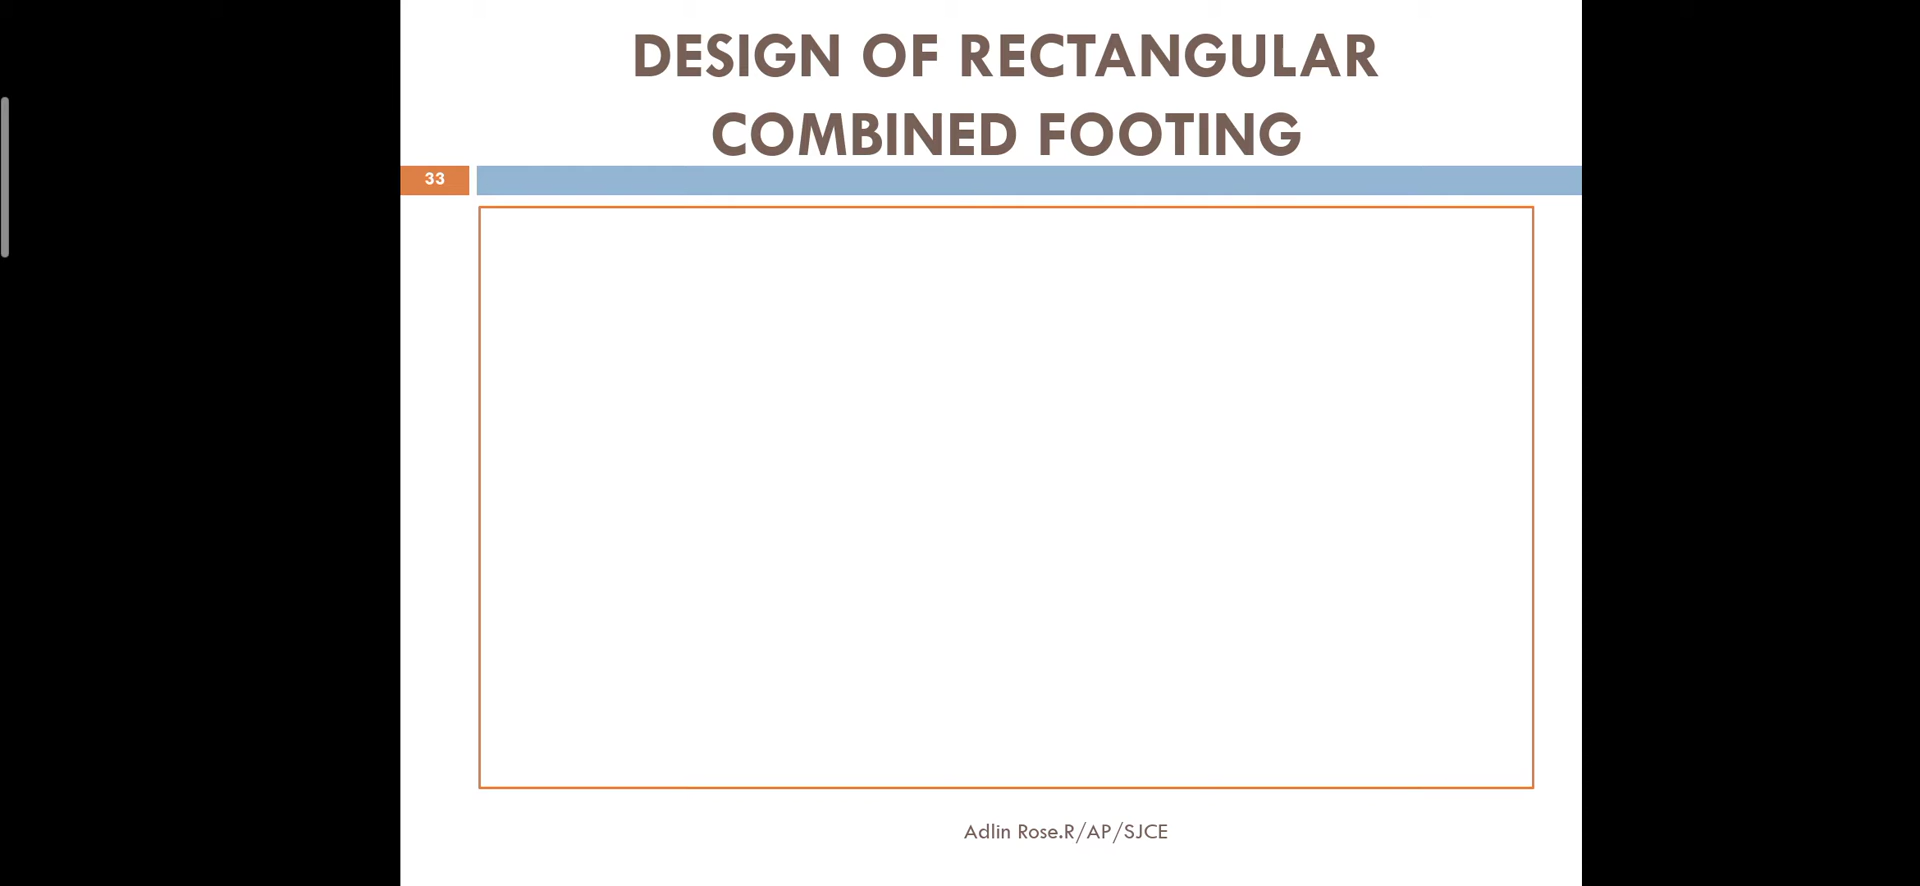 DESIGN OF RECTANGULAR
COMBINED FOOTING
33
Adlin Rose.R/AP/SJCE